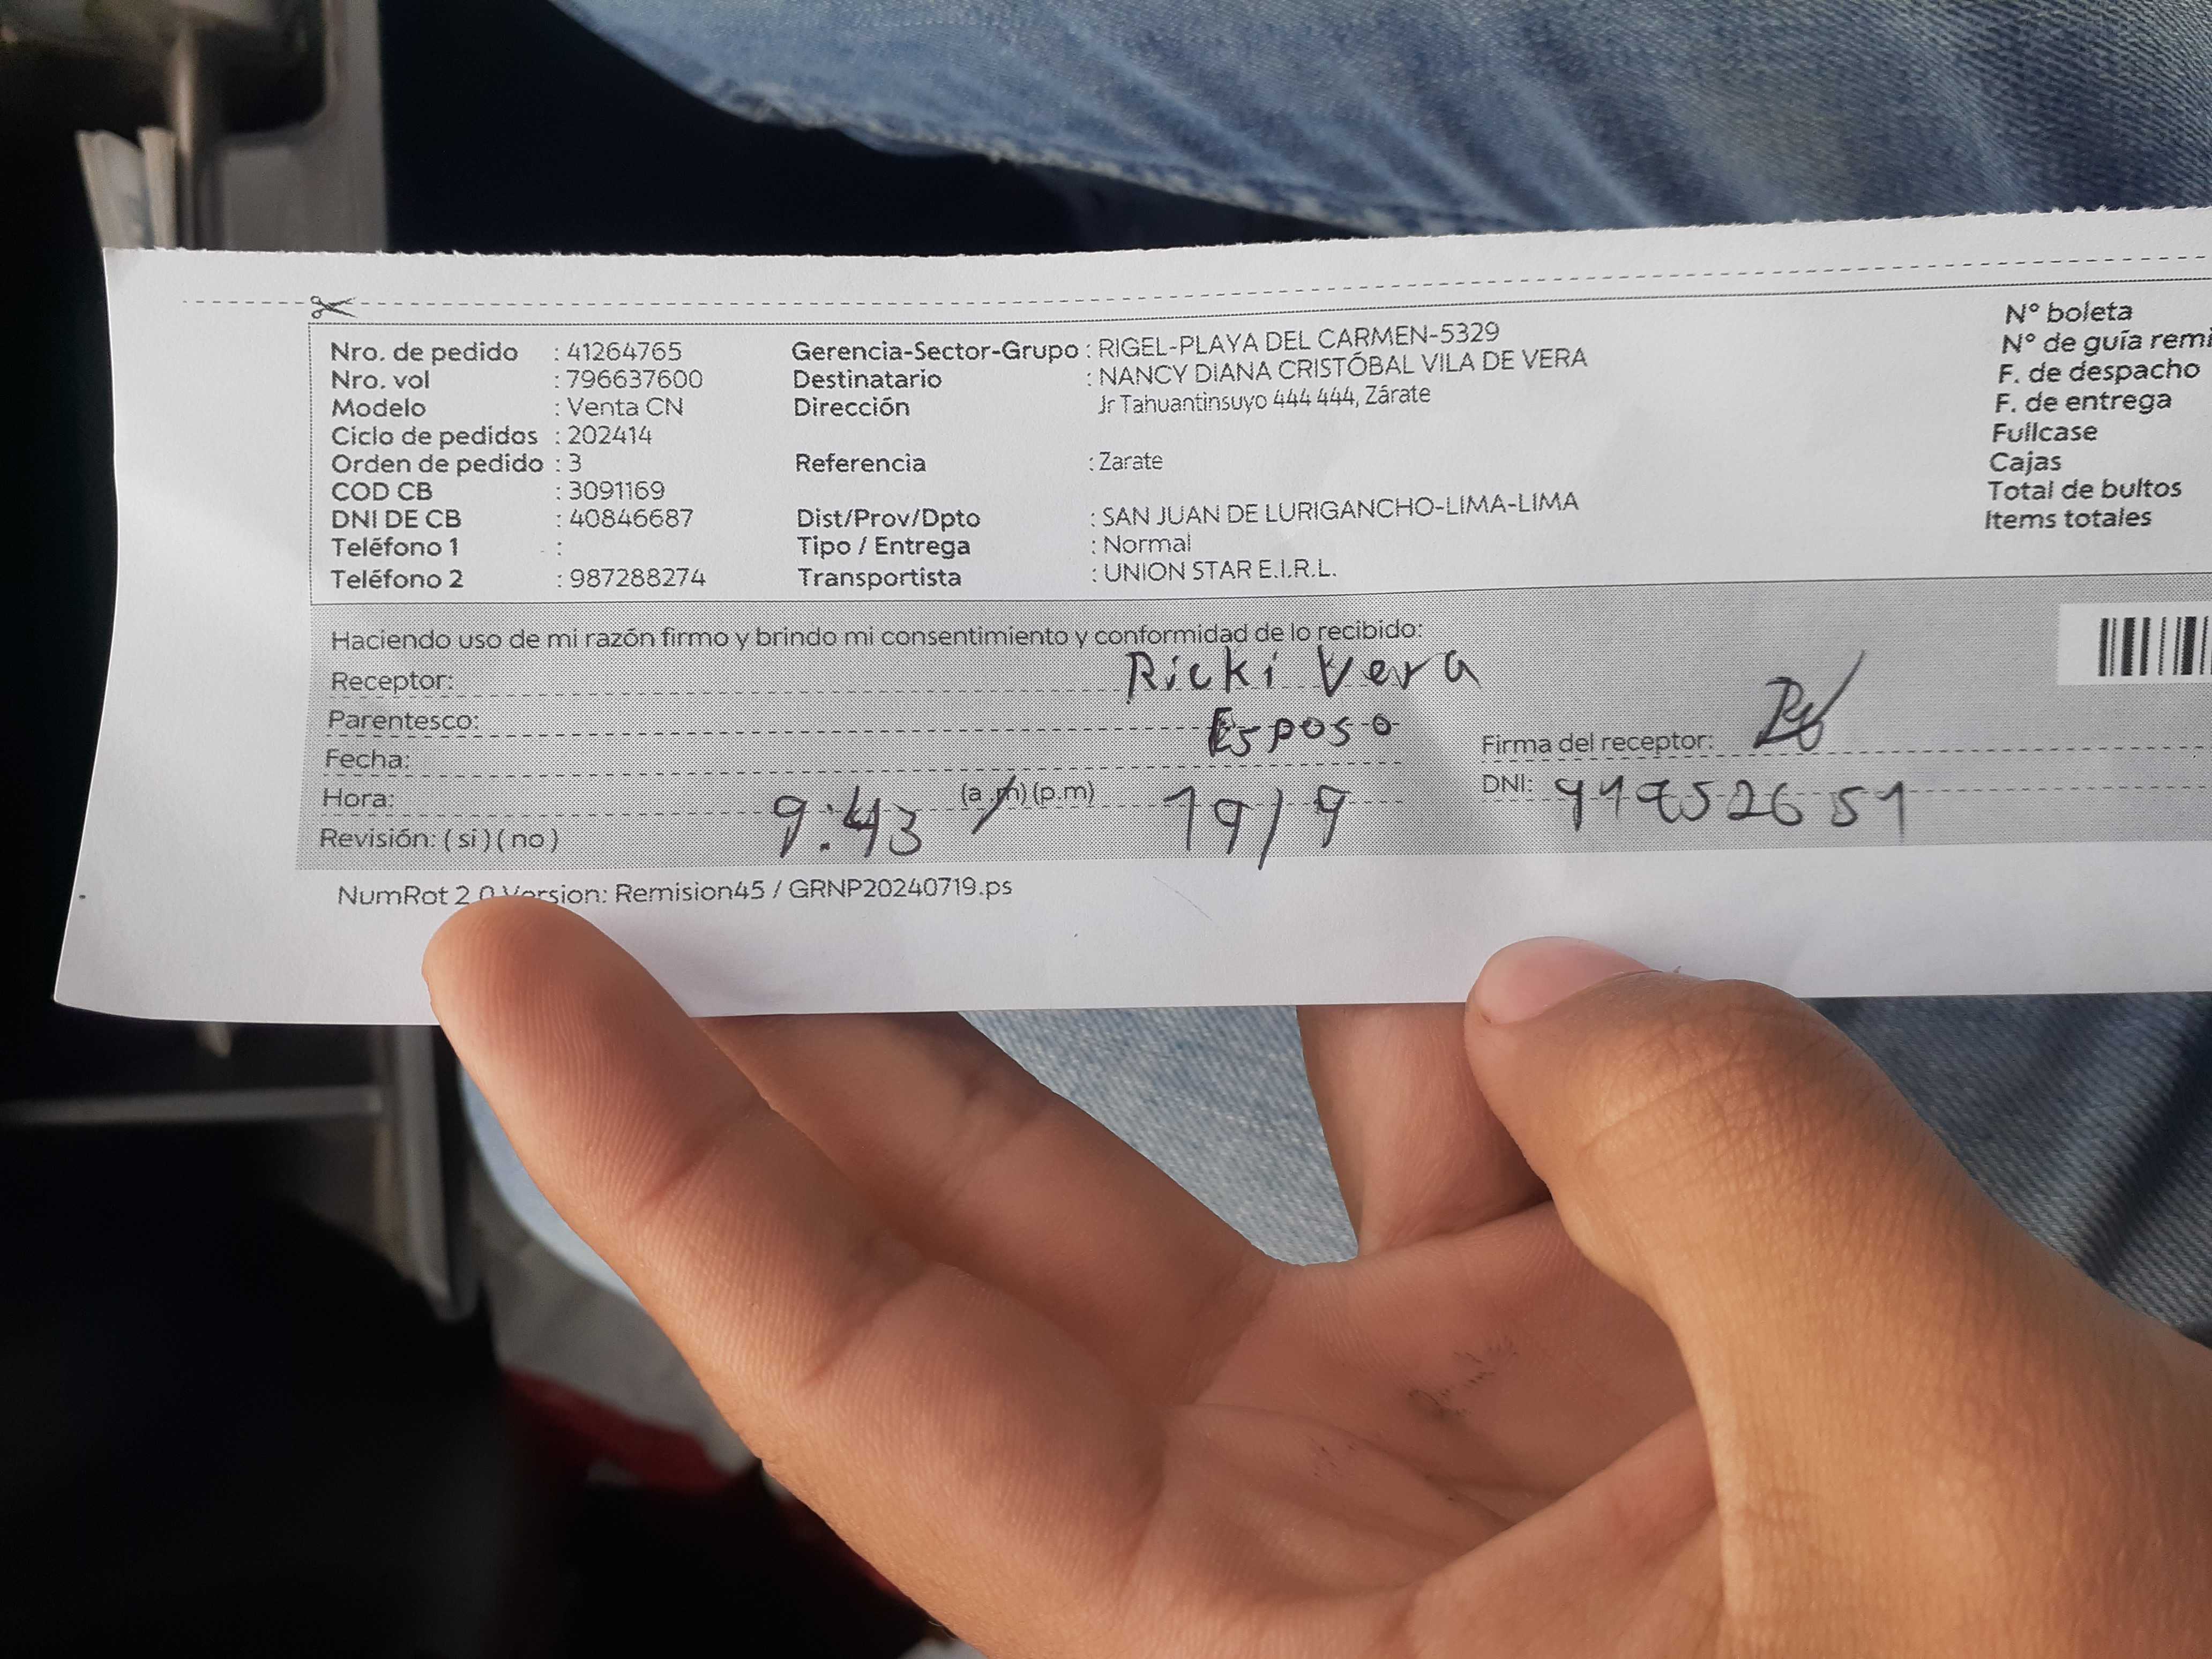 Nro. de pedido : 41264765
Nro. vol : 796637600
Modelo : Venta CN
Ciclo de pedidos : 202414
Orden de pedido : 3
COD CB : 3091169
DNI DE CB : 40846687
Teléfono 1 :
Teléfono 2 : 987288274
Gerencia-Sector-Grupo : RIGEL-PLAYA DEL CARMEN-5329
Destinatario : NANCY DIANA CRISTÓBAL VILA DE VERA
Dirección Jr Tahuantinsuyo 444 444, Zárate
Referencia : Zarate
Dist/Prov/Dpto : SAN JUAN DE LURIGANCHO-LIMA-LIMA
Tipo / Entrega : Normal
Transportista : UNION STAR E.I.R.L.
N° boleta
N° de guía remi
F. de despacho
F. de entrega
Fullcase
Cajas
Total de bultos
Items totales
Haciendo uso de mi razón firmo y brindo mi consentimiento y conformidad de lo recibido:
Receptor: Ricki Vera
Parentesco: Esposo
Fecha:
Hora: 9:43 (a.m) (p.m) 19/9
Revisión: ( si ) ( no )
Firma del receptor:
DNI:
NumRot 2.0 Version: Remision45 / GRNP20240719.ps